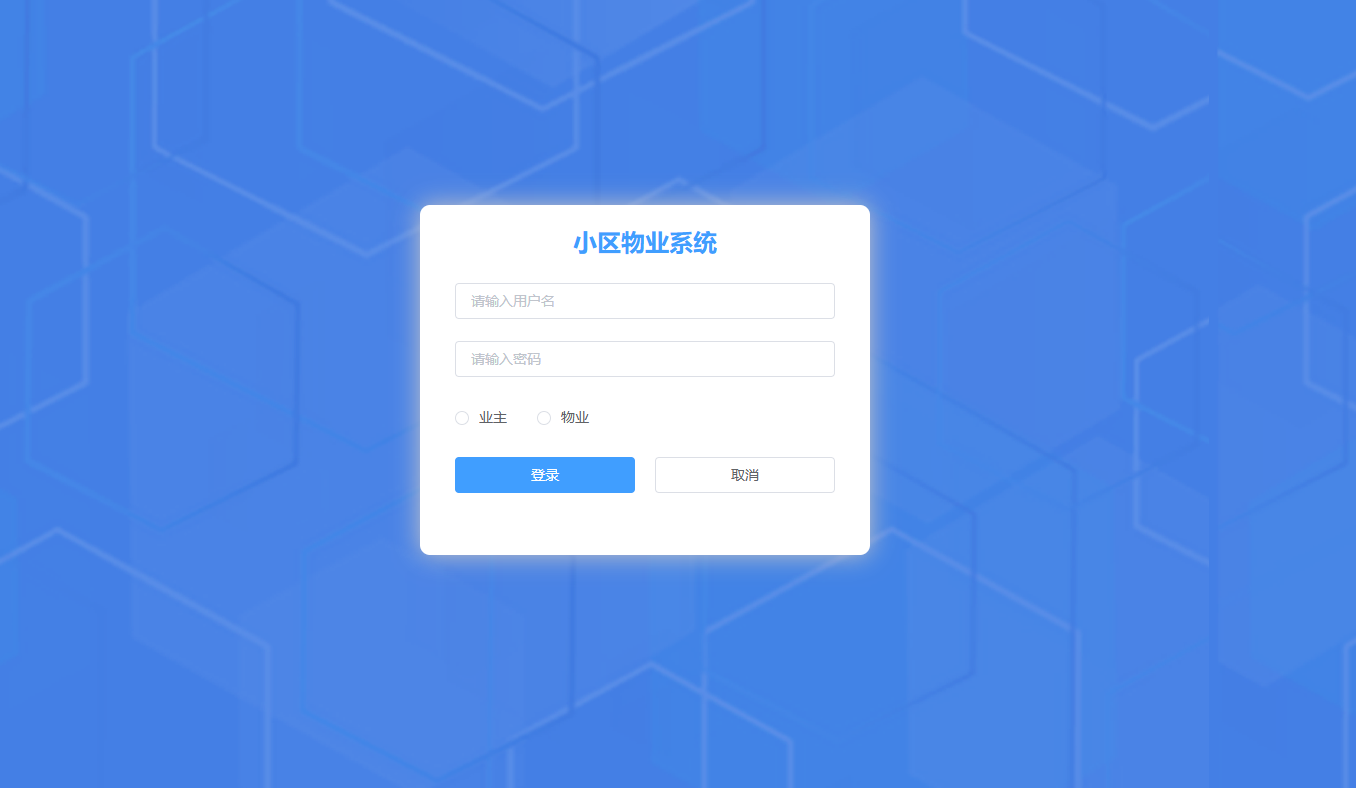 小区物业系统
请输入用户名
请输入密码
业主 物业
登录 取消